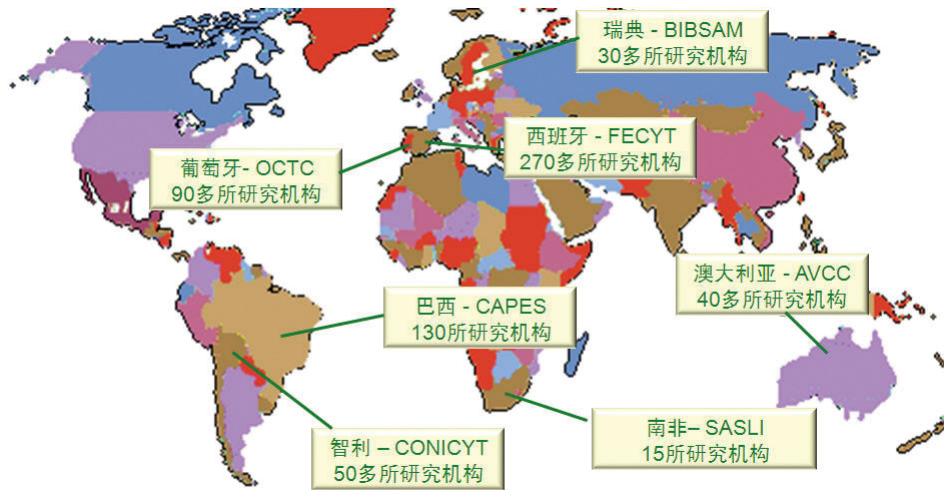 瑞典 - BIBSAM
30多所研究机构
西班牙 - FECYT
270多所研究机构
葡萄牙- OCTC
90多所研究机构
澳大利亚 - AVCC
40多所研究机构
巴西 - CAPES
130所研究机构
南非– SASLI
15所研究机构
智利 – CONICYT
50多所研究机构